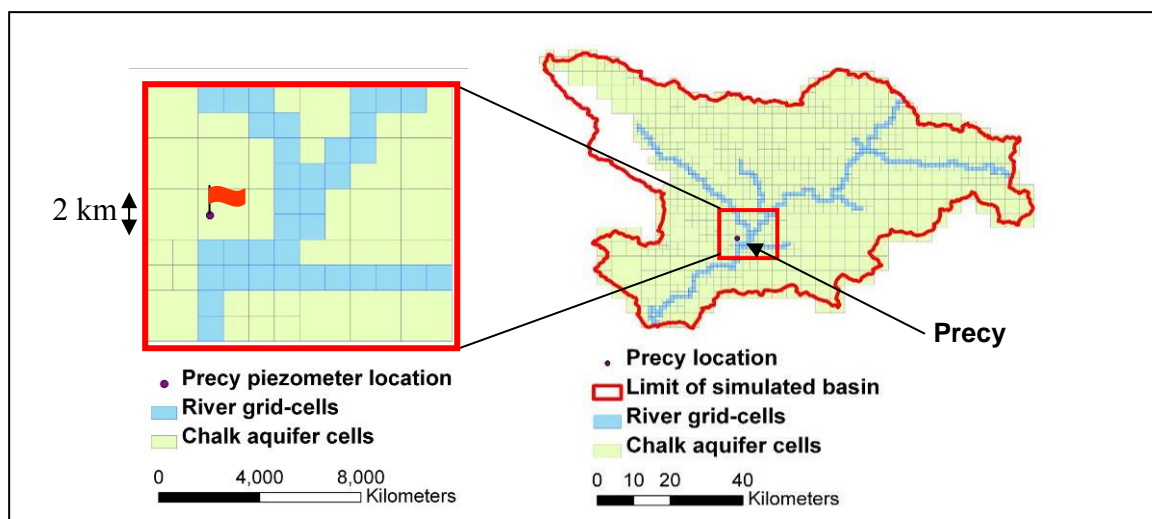 2 km
Precy
Precy piezometer location
River grid-cells
Chalk aquifer cells
0 4,000 8,000
Kilometers
Precy location
Limit of simulated basin
River grid-cells
Chalk aquifer cells
0 10 20 40
Kilometers